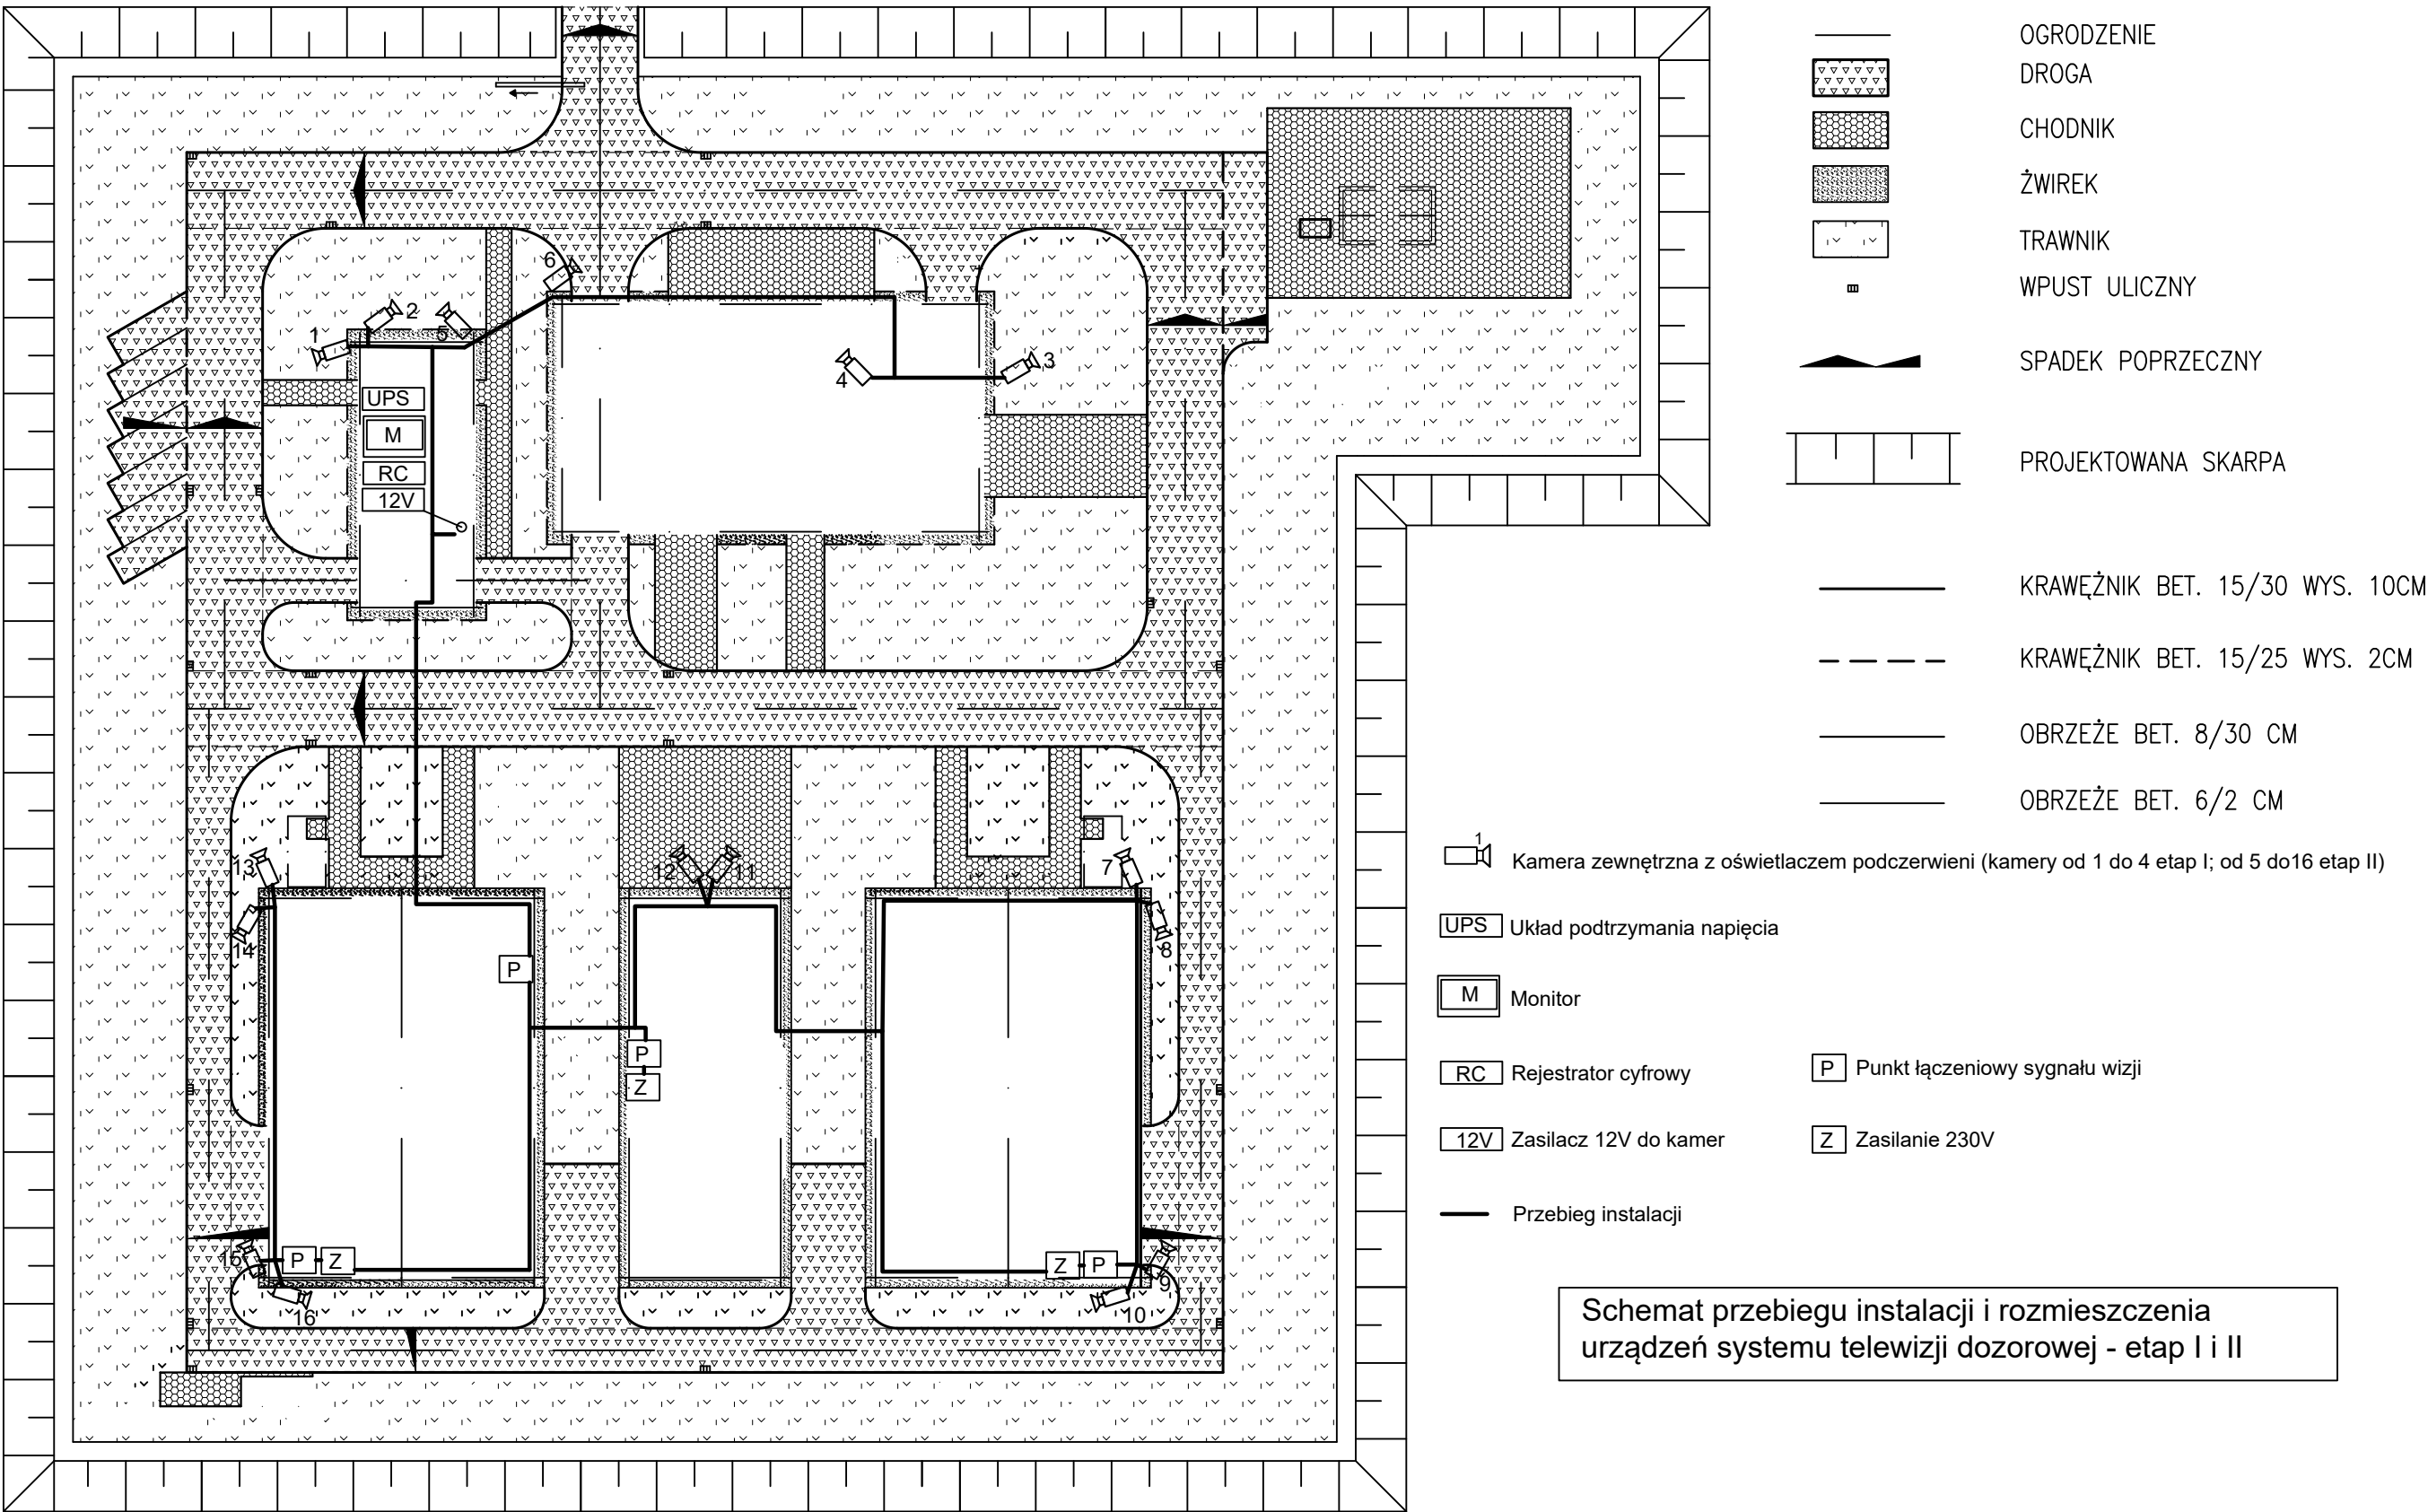 OGRODZENIE
DROGA
CHODNIK
ŻWIREK
TRAWNIK
WPUST ULICZNY
SPADEK POPRZECZNY
PROJEKTOWANA SKARPA
KRAWĘŻNIK BET. 15/30 WYS. 10CM
KRAWĘŻNIK BET. 15/25 WYS. 2CM
OBRZEŻE BET. 8/30 CM
OBRZEŻE BET. 6/2 CM
1
Kamera zewnętrzna z oświetlaczem podczerwieni (kamery od 1 do 4 etap I; od 5 do16 etap II)
UPS Układ podtrzymania napięcia
M Monitor
RC Rejestrator cyfrowy
P Punkt łączeniowy sygnału wizji
12V Zasilacz 12V do kamer
Z Zasilanie 230V
Przebieg instalacji
Schemat przebiegu instalacji i rozmieszczenia
urządzeń systemu telewizji dozorowej - etap I i II
6
2
1
5
3
4
UPS
M
RC
12V
13
12
11
7
14
8
P
P
Z
15
P
Z
Z
P
9
16
10